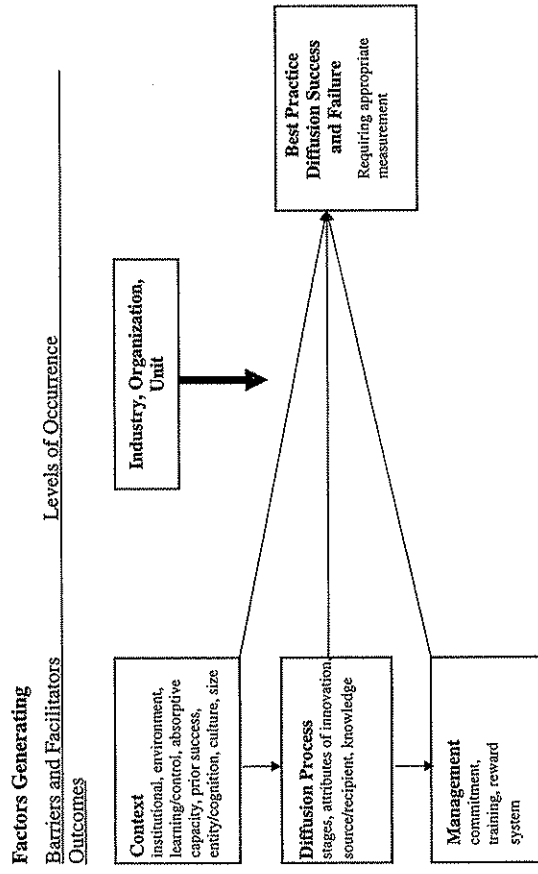 Factors Generating
Barriers and Facilitators Levels of Occurrence
Outcomes
Industry, Organization,
Unit
Context
institutional, environment,
learning/control, absorptive
capacity, prior success,
entity/cognition, culture, size
Diffusion Process
stages, attributes of innovation,
source/recipient, knowledge
Management
commitment,
training, reward
system
Best Practice
Diffusion Success
and Failure
Requiring appropriate
measurement